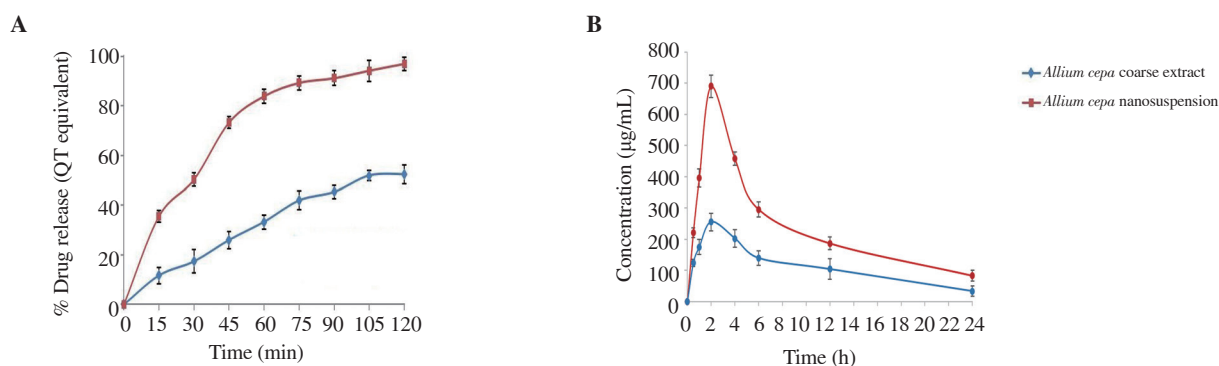 A
% Drug release (QT equivalent)
100
80
60
40
20
0
0 15 30 45 60 75 90 105 120
Time (min)
B
Concentration (µg/mL)
800
700
600
500
400
300
200
100
0
0 2 4 6 8 10 12 14 16 18 20 22 24
Time (h)
Allium cepa coarse extract
Allium cepa nanosuspension